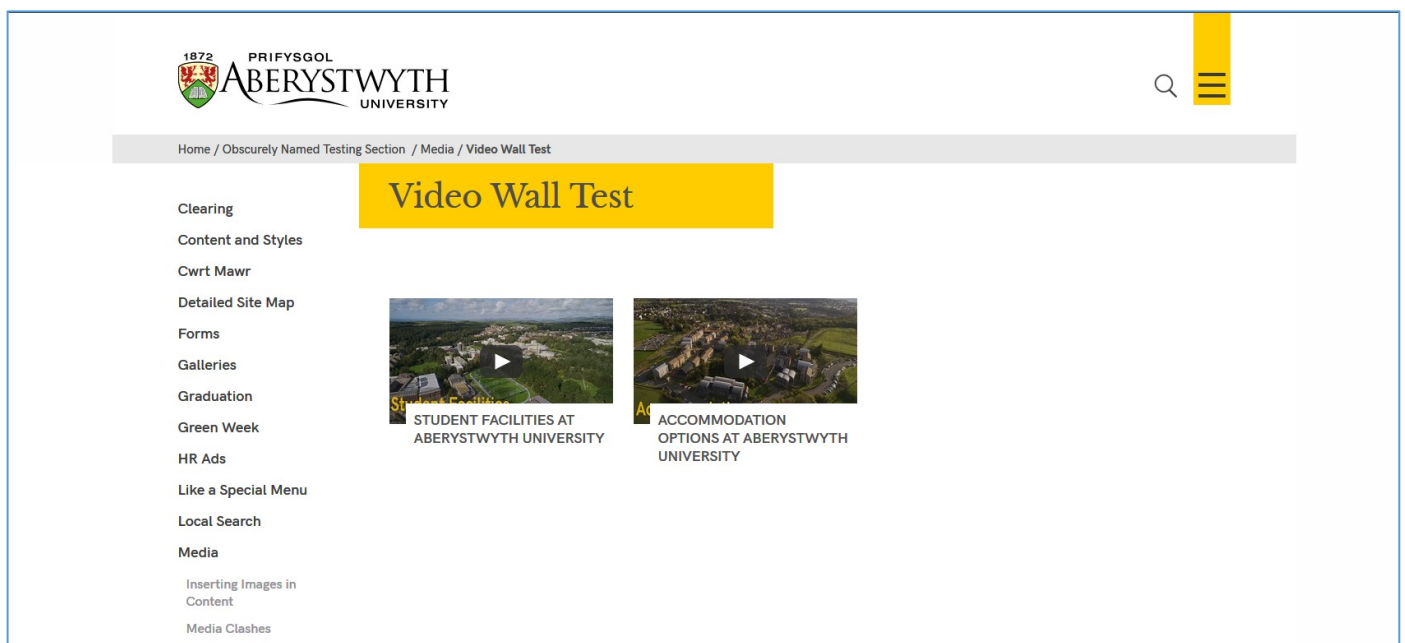 1872 PRIFYSGOL
ABERYSTWYTH
UNIVERSITY
Home / Obscurely Named Testing Section / Media / Video Wall Test
Video Wall Test
Clearing
Content and Styles
Cwrt Mawr
Detailed Site Map
Forms
Galleries
Graduation
Green Week
HR Ads
Like a Special Menu
Local Search
Media
Inserting Images in
Content
Media Clashes
Student Facilities
STUDENT FACILITIES AT
ABERYSTWYTH UNIVERSITY
ACCOMMODATION
OPTIONS AT ABERYSTWYTH
UNIVERSITY